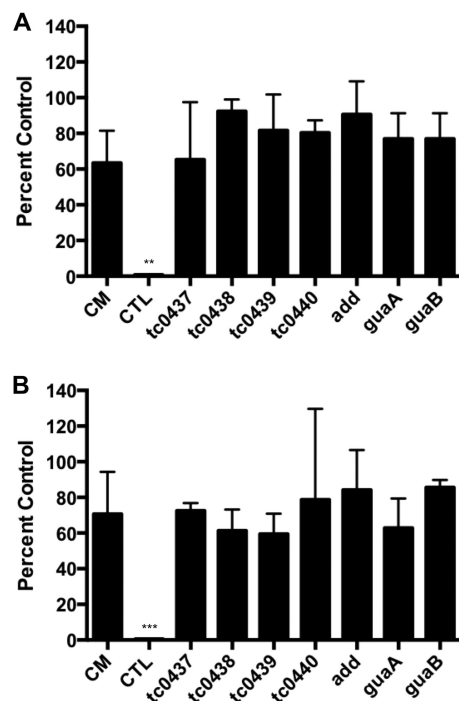 A
140
120
100
80
60
40
20
0
Percent Control
**
CM
CTL
tc0437
tc0438
tc0439
tc0440
add
guaA
guaB
B
140
120
100
80
60
40
20
0
Percent Control
***
CM
CTL
tc0437
tc0438
tc0439
tc0440
add
guaA
guaB